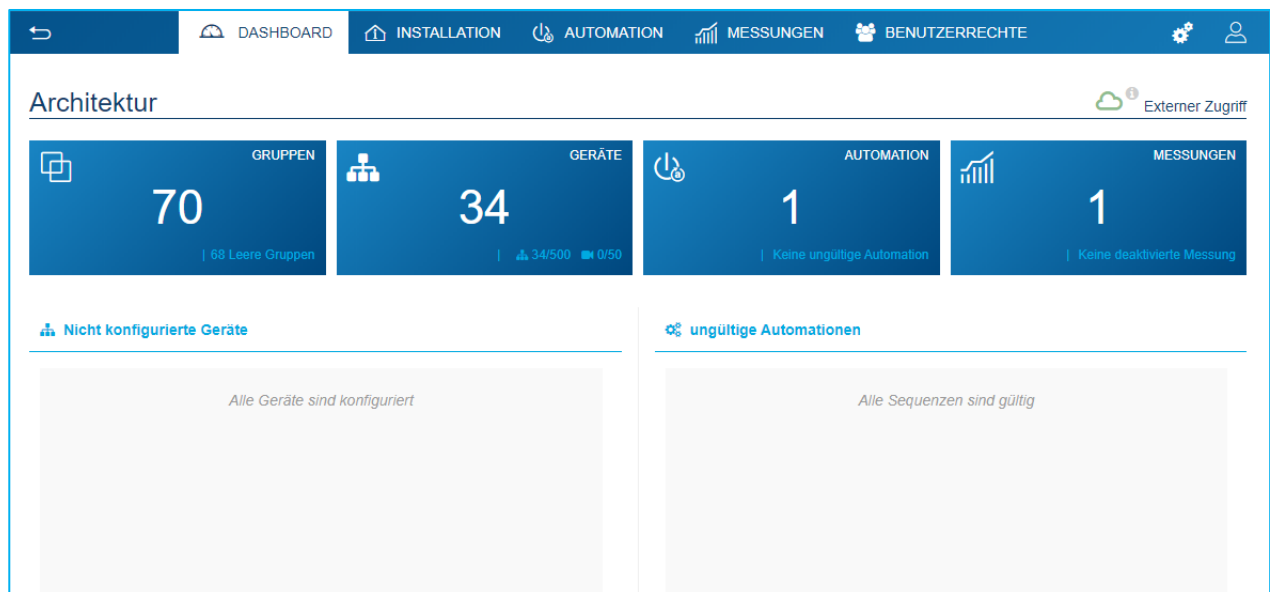 DASHBOARD INSTALLATION AUTOMATION MESSUNGEN BENUTZERRECHTE
Architektur
Externer Zugriff
GRUPPEN
70
| 68 Leere Gruppen
GERÄTE
34
| 34/500 0/50
AUTOMATION
1
| Keine ungültige Automation
MESSUNGEN
1
| Keine deaktivierte Messung
Nicht konfigurierte Geräte
Alle Geräte sind konfiguriert
ungültige Automationen
Alle Sequenzen sind gültig